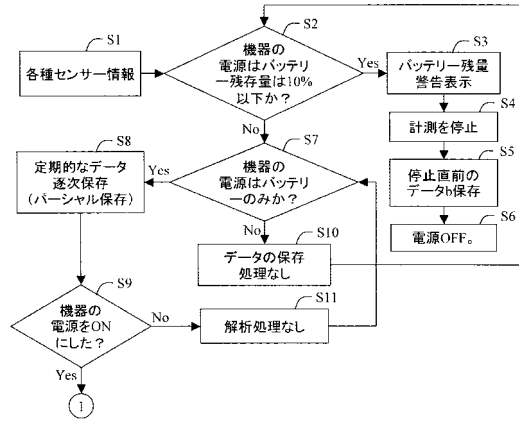 S1
各種センサー情報
S2
機器の
電源はバッテリ
ー残存量は10%
以下か？
Yes
No
S3
バッテリー残量
警告表示
S4
計測を停止
S5
停止直前の
データb保存
S6
電源OFF。
S7
機器の
電源はバッテリ
ーのみか？
Yes
No
S8
定期的なデータ
逐次保存
（パーシャル保存）
S10
データの保存
処理なし
S9
機器の
電源をON
にした？
No
Yes
S11
解析処理なし
1